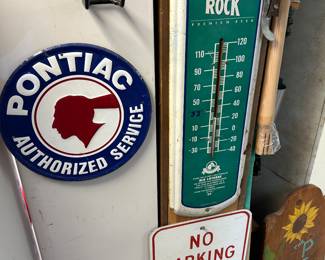 PONTIAC
AUTHORIZED SERVICE
ROCK
PREMIUM BEER
120
110
100
90
80
70
60
50
40
30
20
10
0
-10
-20
-30
-40
NO
PARKING
P